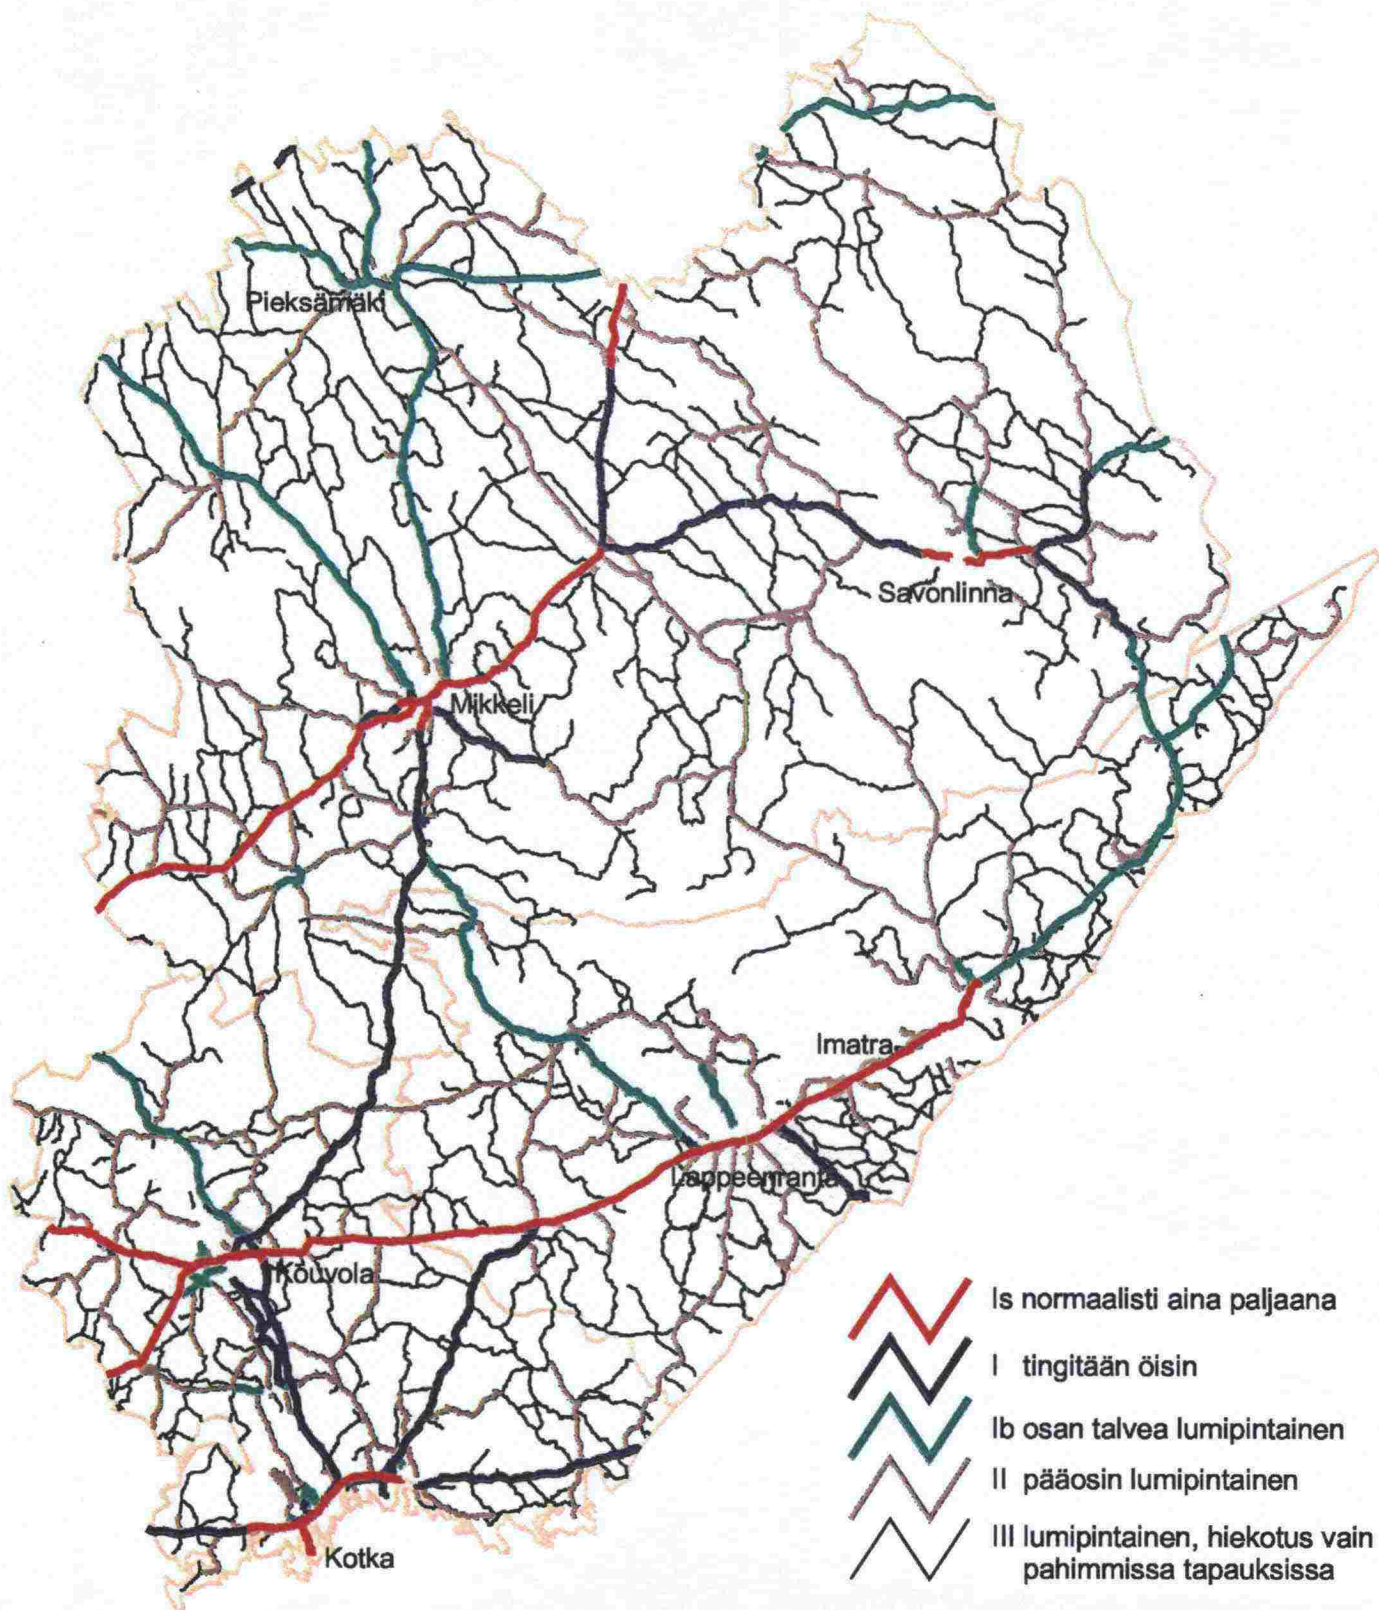 Pieksämäki
Savonlinna
Mikkeli
Imatra
Lappeenranta
Kouvola
Kotka
Is normaalisti aina paljaana
I tingitään öisin
Ib osan talvea lumipintainen
II pääosin lumipintainen
III lumipintainen, hiekotus vain
pahimmissa tapauksissa